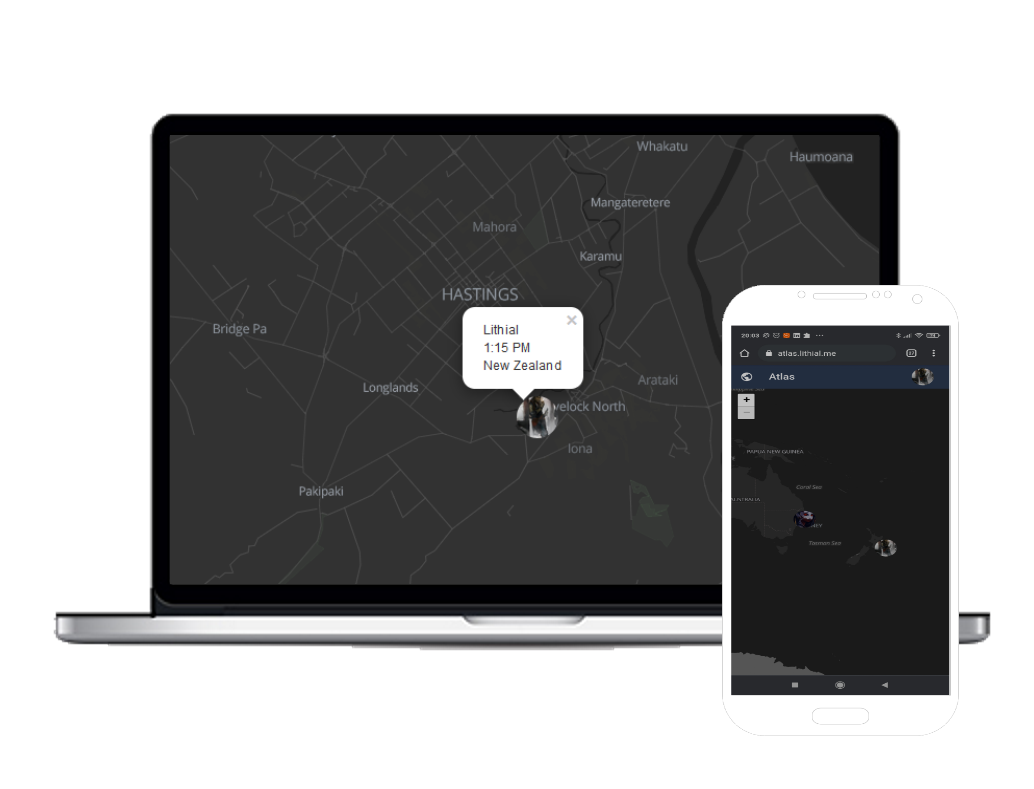 Whakatu
Haumoana
Mangateretere
Mahora
Karamu
HASTINGS
Bridge Pa
Lithial
1:15 PM
New Zealand
Longlands
Arataki
velock North
Iona
Pakipaki
20:03
atlas.lithial.me
Atlas
+
−
PAPUA NEW GUINEA
Coral Sea
AUSTRALIA
Tasman Sea